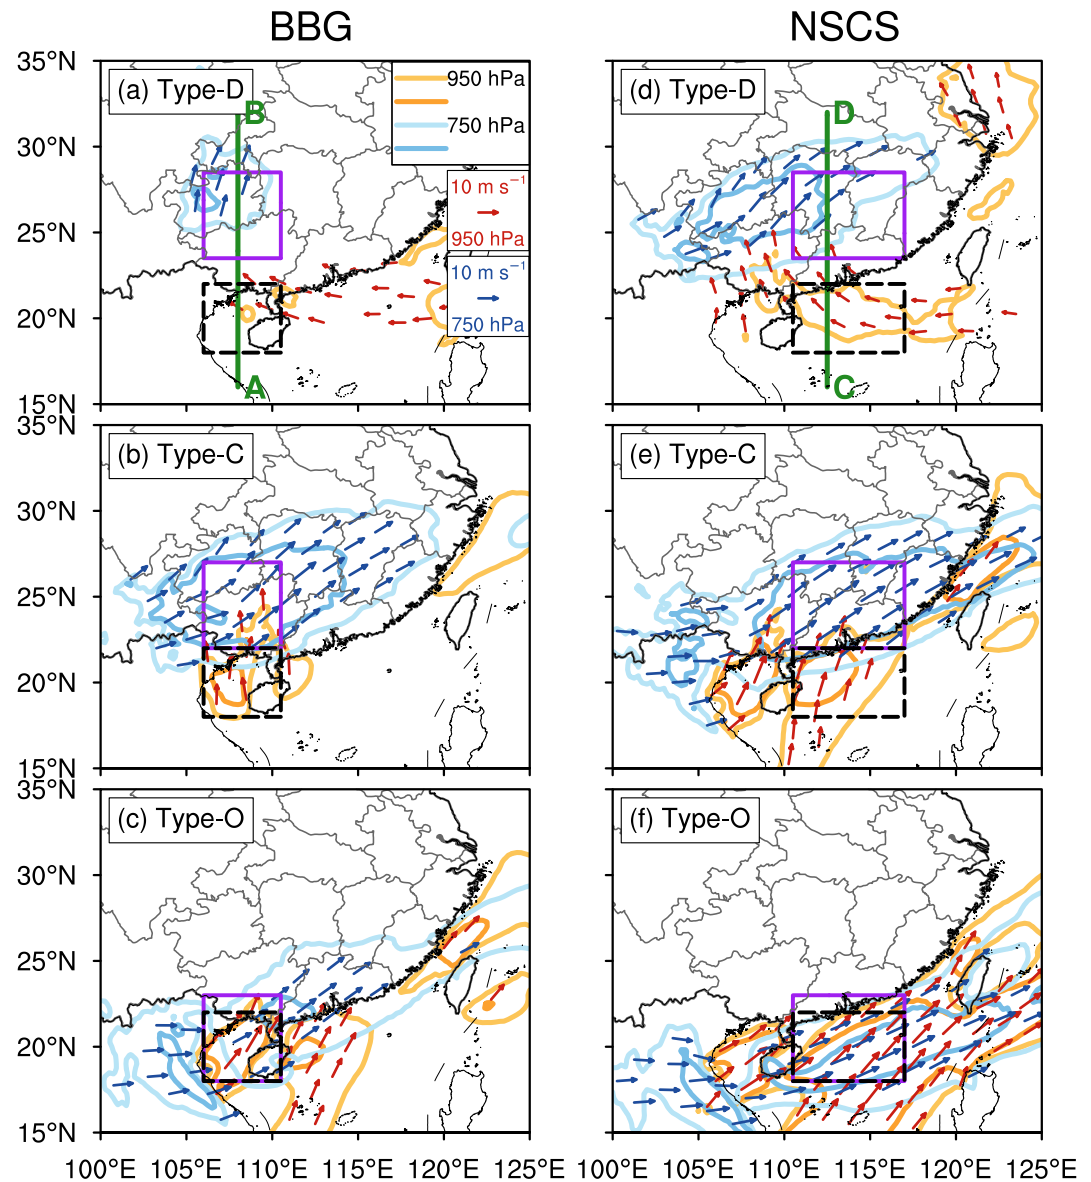 BBG
NSCS
35°N
30°N
25°N
20°N
15°N
(a) Type-D
B
A
950 hPa
750 hPa
10 m s⁻¹
950 hPa
10 m s⁻¹
750 hPa
(d) Type-D
D
C
35°N
30°N
25°N
20°N
15°N
(b) Type-C
(e) Type-C
35°N
30°N
25°N
20°N
15°N
(c) Type-O
(f) Type-O
100°E 105°E 110°E 115°E 120°E 125°E
100°E 105°E 110°E 115°E 120°E 125°E